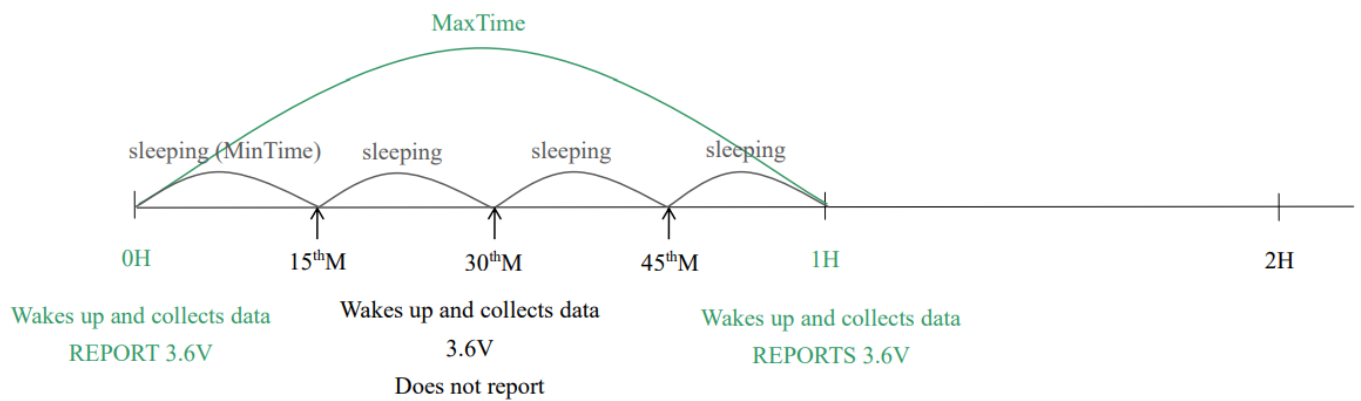 MaxTime
sleeping (MinTime)
sleeping
sleeping
sleeping
0H
15thM
30thM
45thM
1H
2H
Wakes up and collects data
REPORT 3.6V
Wakes up and collects data
3.6V
Does not report
Wakes up and collects data
REPORTS 3.6V